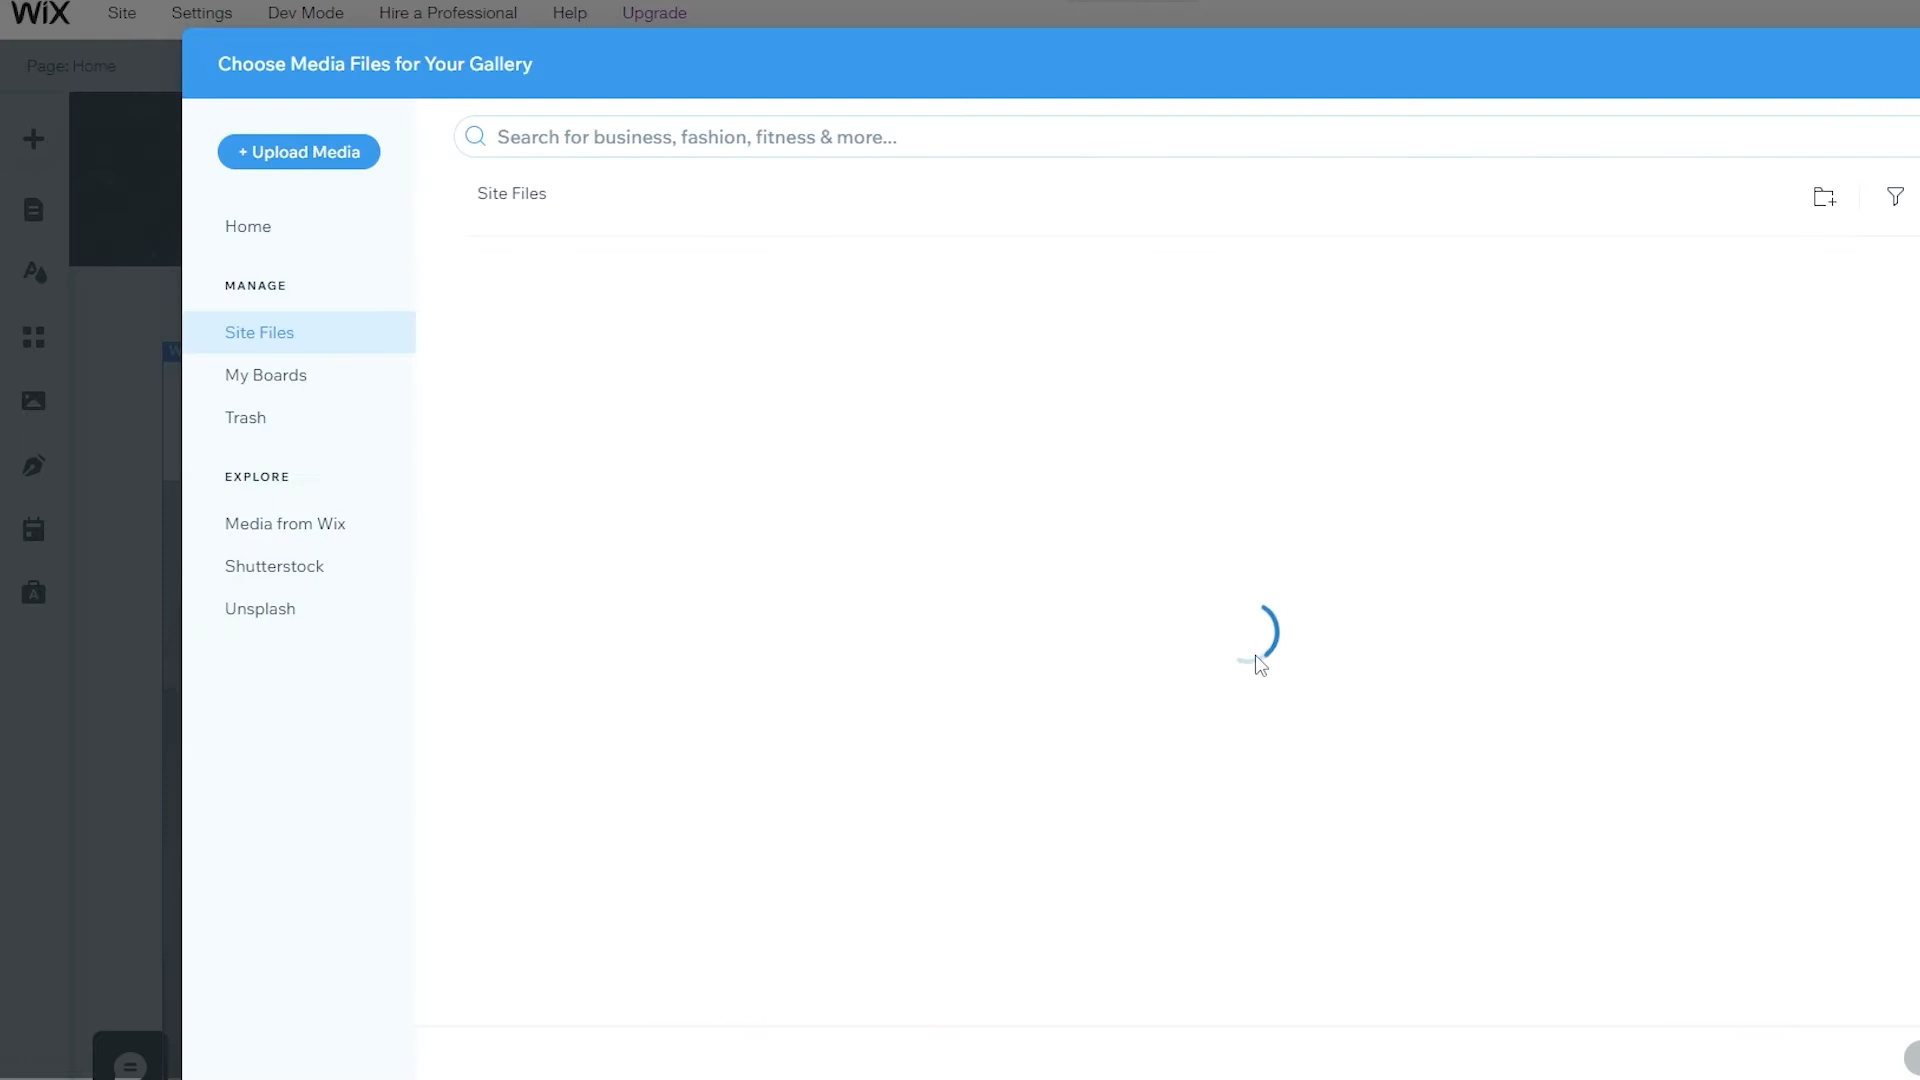 WiX Site Settings Dev Mode Hire a Professional Help Upgrade
Page: Home
Choose Media Files for Your Gallery
+ Upload Media
Search for business, fashion, fitness & more...
Site Files
Home
MANAGE
Site Files
My Boards
Trash
EXPLORE
Media from Wix
Shutterstock
Unsplash